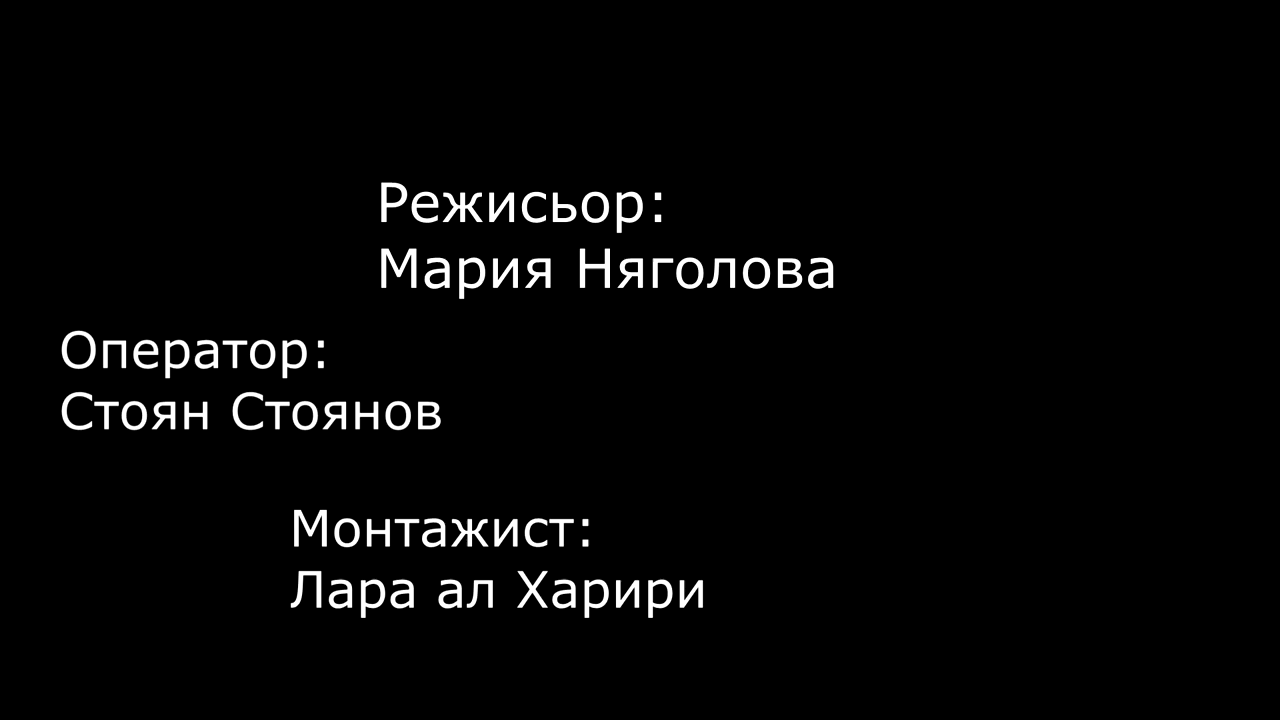 Режисьор:
Мария Няголова
Оператор:
Стоян Стоянов
Монтажист:
Лара ал Харири